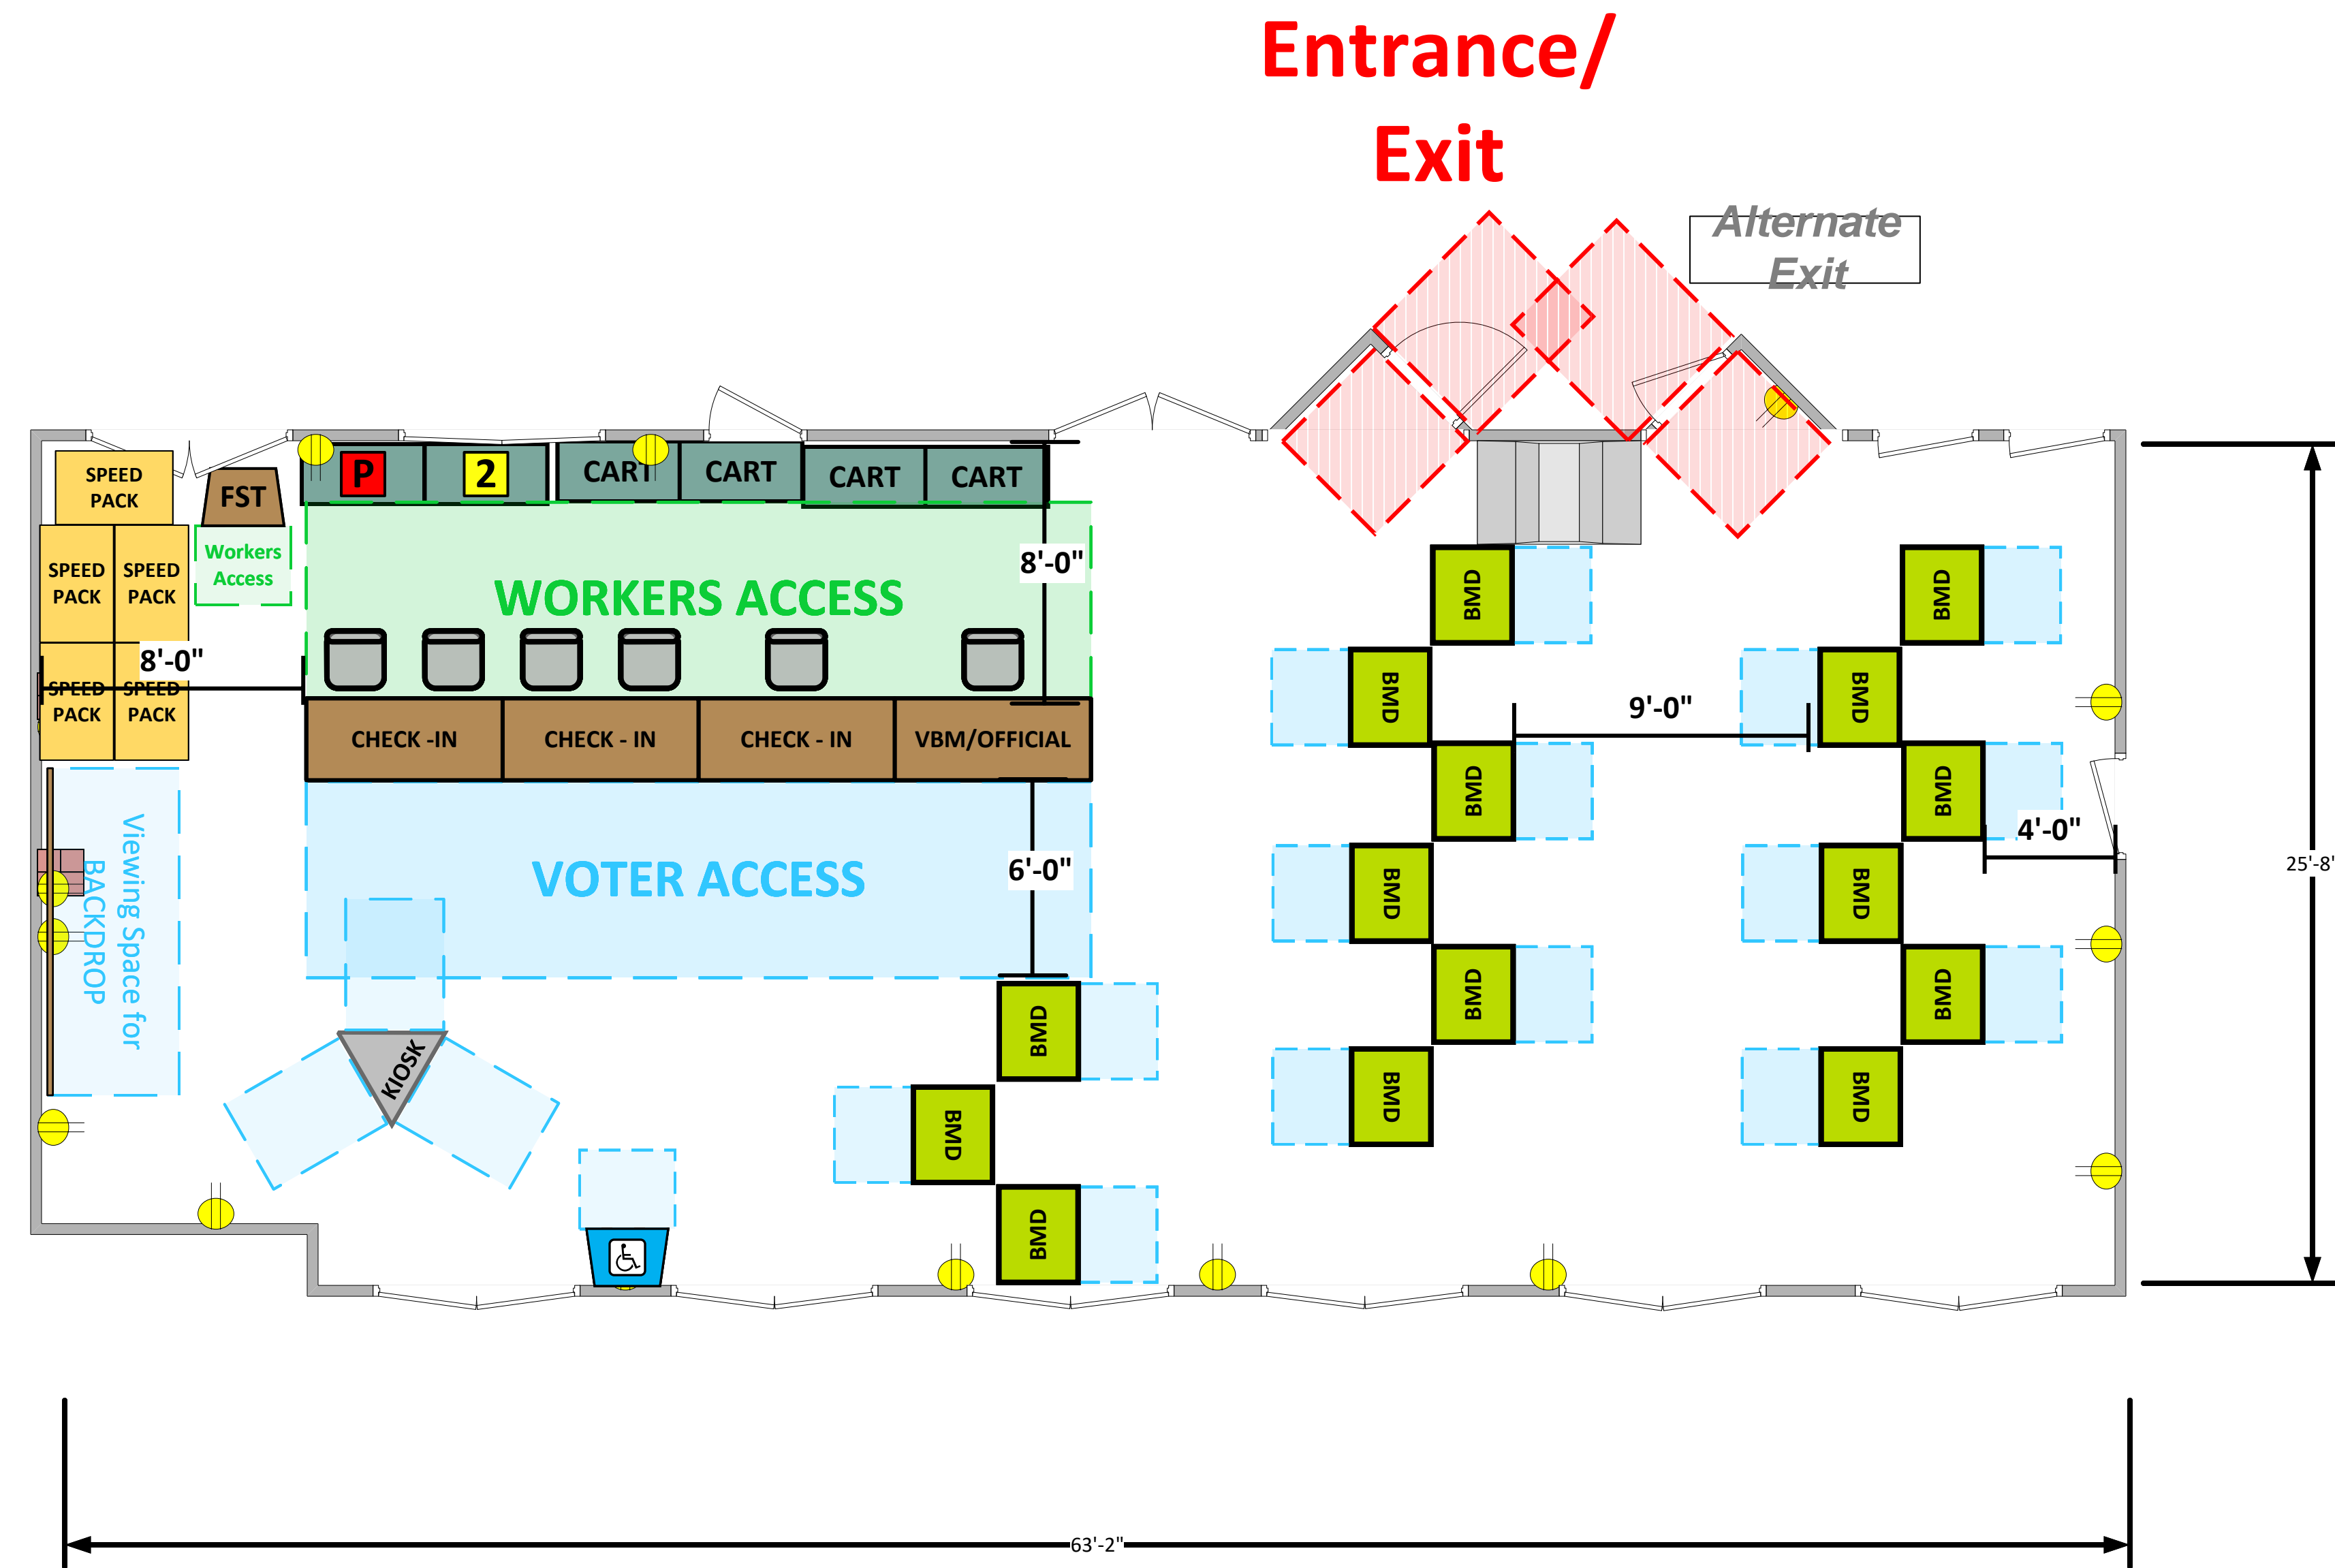 Entrance/
Exit
Alternate
Exit
SPEED
PACK
FST
P
2
CART
CART
CART
CART
SPEED
PACK
SPEED
PACK
Workers
Access
8'-0"
WORKERS ACCESS
8'-0"
SPEED
PACK
SPEED
PACK
CHECK -IN
CHECK - IN
CHECK - IN
VBM/OFFICIAL
BMD
BMD
BMD
BMD
9'-0"
BMD
BMD
4'-0"
25'-8"
Viewing Space for
BACKDROP
VOTER ACCESS
6'-0"
BMD
BMD
BMD
BMD
BMD
BMD
KIOSK
BMD
BMD
BMD
63'-2"